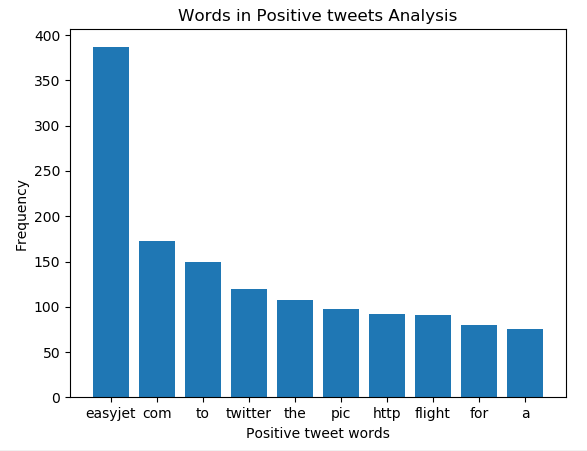 Words in Positive tweets Analysis
400
350
300
250
200
150
100
50
0
Frequency
easyjet com to twitter the pic http flight for a
Positive tweet words